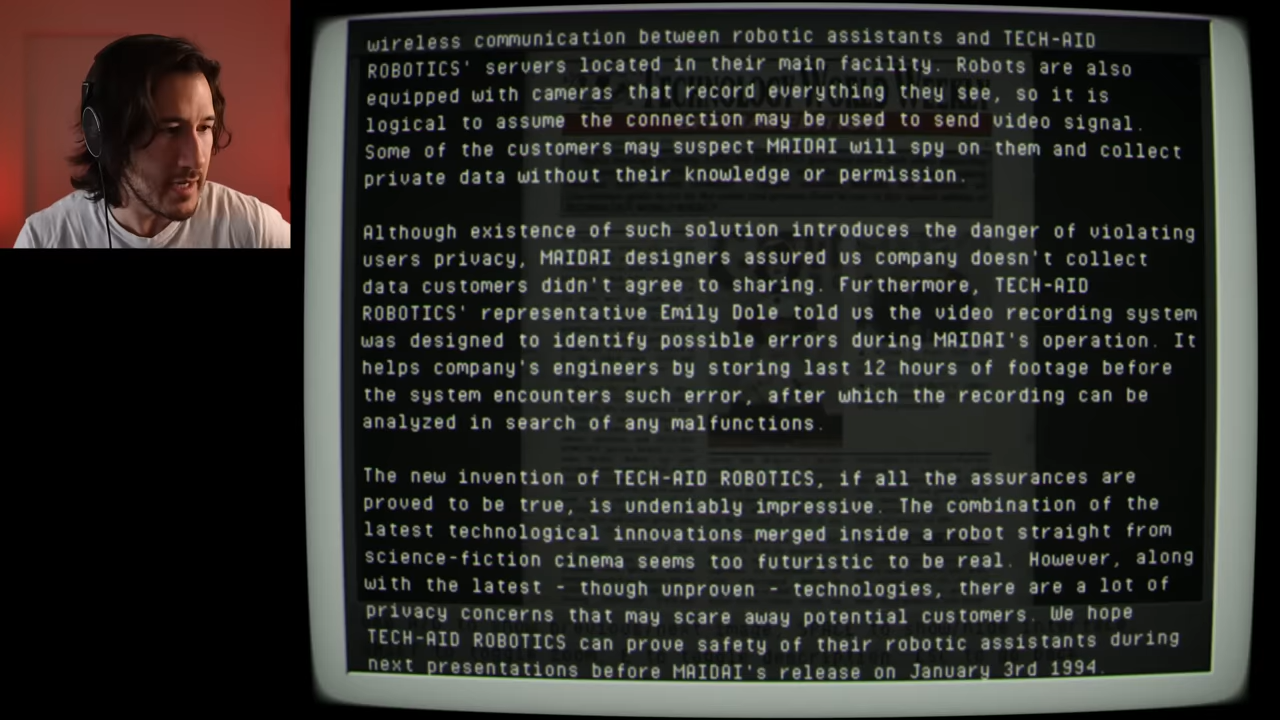 wireless communication between robotic assistants and TECH-AID
ROBOTICS' servers located in their main facility. Robots are also
equipped with cameras that record everything they see, so it is
logical to assume the connection may be used to send video signal.
Some of the customers may suspect MAIDAI will spy on them and collect
private data without their knowledge or permission.
Although existence of such solution introduces the danger of violating
users privacy, MAIDAI designers assured us company doesn't collect
data customers didn't agree to sharing. Furthermore, TECH-AID
ROBOTICS' representative Emily Dole told us the video recording system
was designed to identify possible errors during MAIDAI's operation. It
helps company's engineers by storing last 12 hours of footage before
the system encounters such error, after which the recording can be
analyzed in search of any malfunctions.
The new invention of TECH-AID ROBOTICS, if all the assurances are
proved to be true, is undeniably impressive. The combination of the
latest technological innovations merged inside a robot straight from
science-fiction cinema seems too futuristic to be real. However, along
with the latest - though unproven - technologies, there are a lot of
privacy concerns that may scare away potential customers. We hope
TECH-AID ROBOTICS can prove safety of their robotic assistants during
next presentations before MAIDAI's release on January 3rd 1994.
TECHNOLOGY WORLD WEEKLY